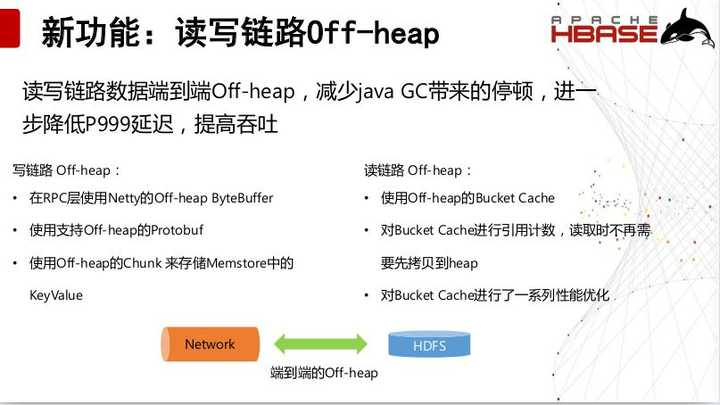 新功能：读写链路Off-heap
APACHE
HBASE
读写链路数据端到端Off-heap，减少java GC带来的停顿，进一
步降低P999延迟，提高吞吐
写链路 Off-heap：
• 在RPC层使用Netty的Off-heap ByteBuffer
• 使用支持Off-heap的Protobuf
• 使用Off-heap的Chunk 来存储Memstore中的
KeyValue
读链路 Off-heap：
• 使用Off-heap的Bucket Cache
• 对Bucket Cache进行引用计数，读取时不再需
要先拷贝到heap
• 对Bucket Cache进行了一系列性能优化
Network
HDFS
端到端的Off-heap